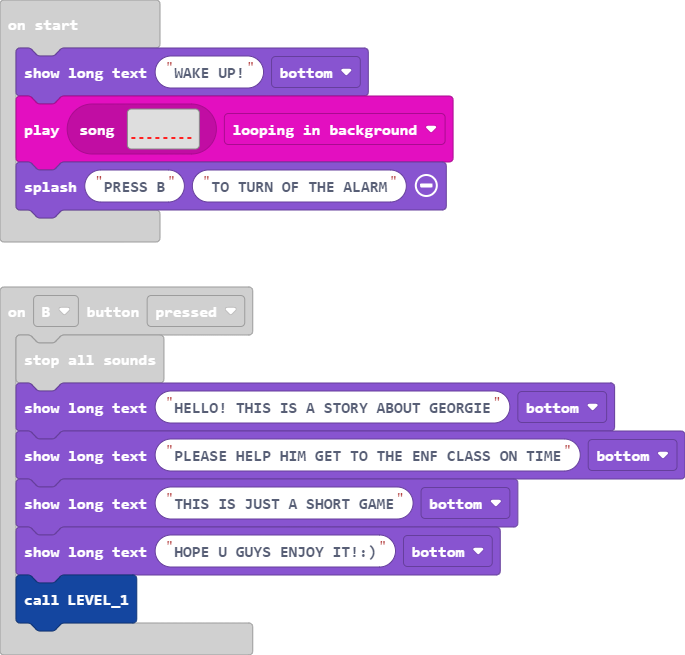 on start
show long text "WAKE UP!" bottom
play song looping in background
splash "PRESS B" "TO TURN OF THE ALARM"
on B button pressed
stop all sounds
show long text "HELLO! THIS IS A STORY ABOUT GEORGIE" bottom
show long text "PLEASE HELP HIM GET TO THE ENF CLASS ON TIME" bottom
show long text "THIS IS JUST A SHORT GAME" bottom
show long text "HOPE U GUYS ENJOY IT!:)" bottom
call LEVEL_1